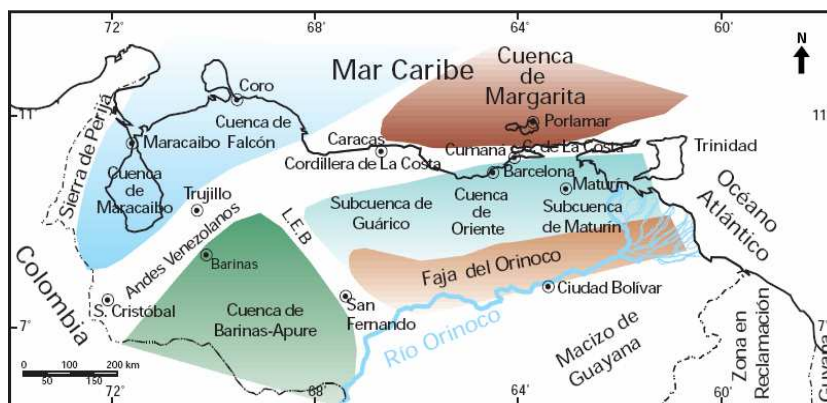 72˚
68˚
64˚
60˚
N
11
11
7˚
7˚
72˚
68˚
64˚
60˚
Mar Caribe
Cuenca
de
Margarita
Porlamar
Coro
Cuenca de
Falcón
Sierra de Perijá
Maracaibo
Cuenca
de
Maracaibo
Caracas
Cordillera de La Costa
Cumaná
C. de La Costa
Trinidad
Barcelona
Maturín
Trujillo
Subcuenca de
Guárico
Cuenca
de
Oriente
Subcuenca
de Maturín
Océano
Atlántico
L.E.B
Andes Venezolanos
Barinas
Faja del Orinoco
Colombia
S. Cristóbal
Cuenca de
Barinas-Apure
San
Fernando
Ciudad Bolívar
Río Orinoco
Macizo de
Guayana
Zona en
Reclamación
Guyana
0 100 200 km
50 150